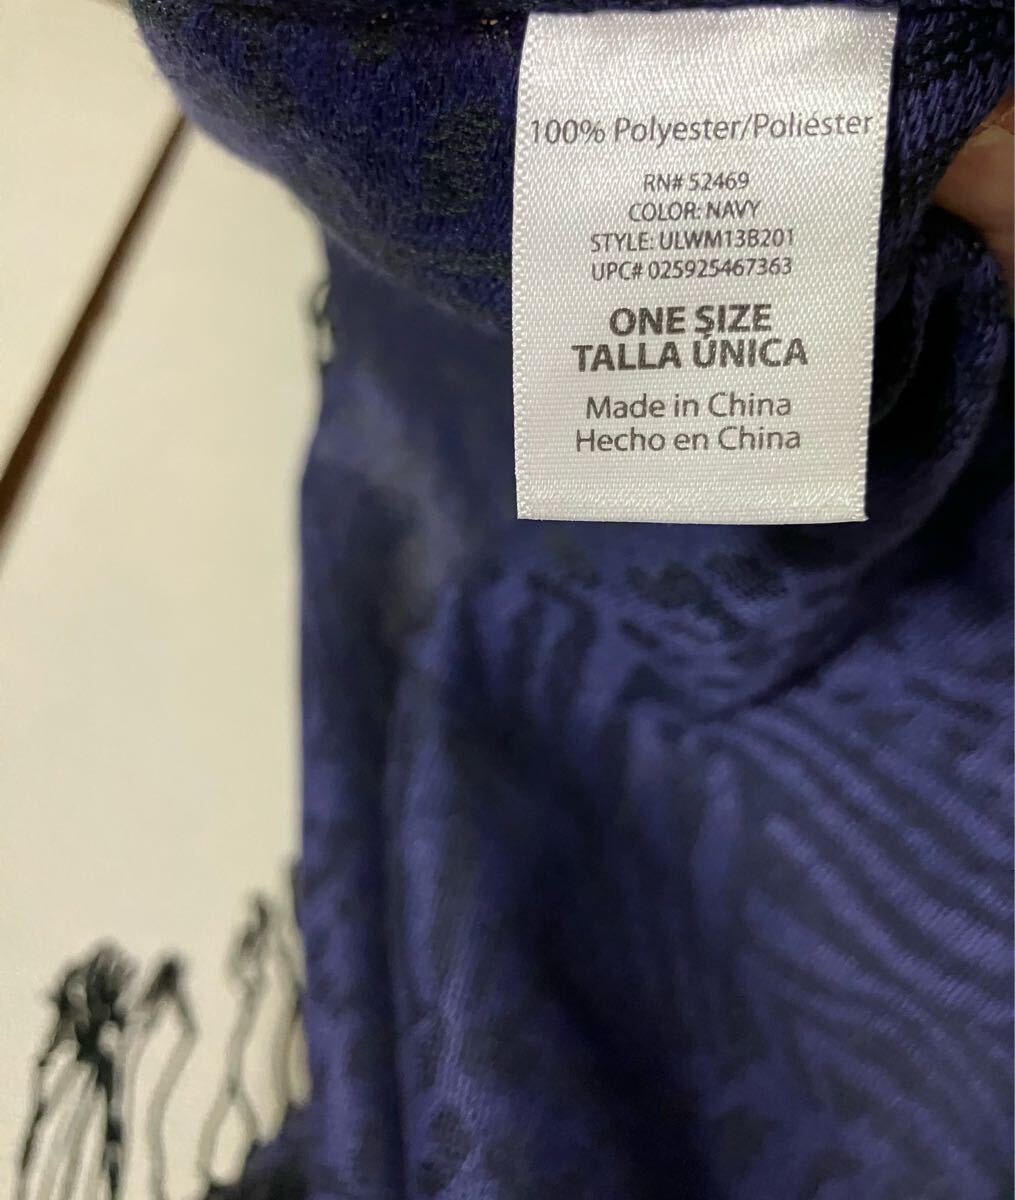 100% Polyester/Poliéster
RN# 52469
COLOR: NAVY
STYLE: ULWM13B201
UPC# 025925467363
ONE SIZE
TALLA ÚNICA
Made in China
Hecho en China